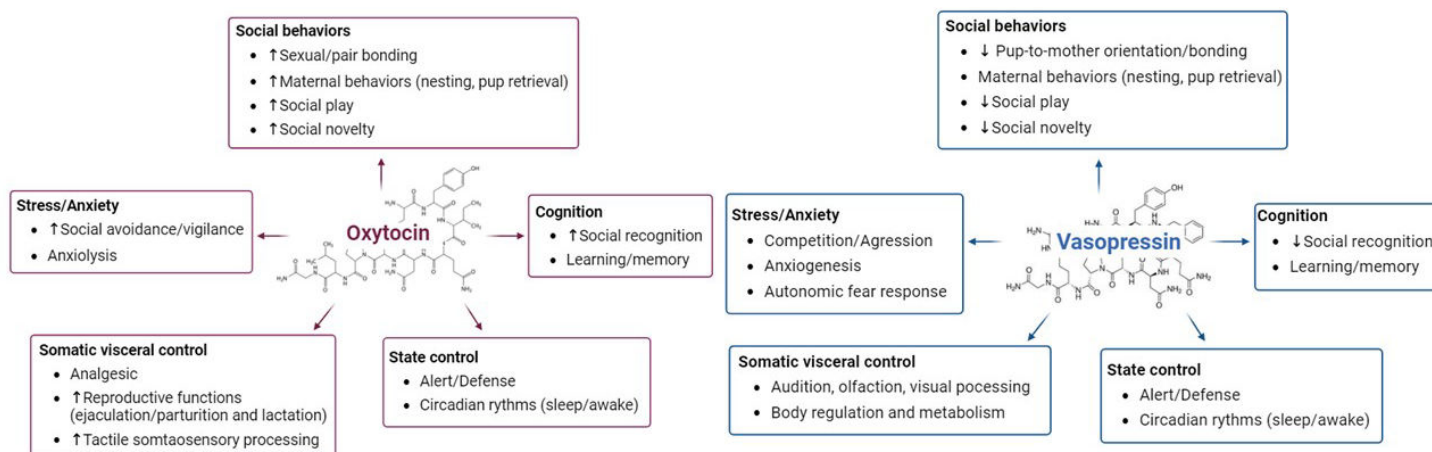 Social behaviors
• ↑Sexual/pair bonding
• ↑Maternal behaviors (nesting, pup retrieval)
• ↑Social play
• ↑Social novelty
Stress/Anxiety
• ↑Social avoidance/vigilance
• Anxiolysis
Oxytocin
Cognition
• ↑Social recognition
• Learning/memory
Somatic visceral control
• Analgesic
• ↑Reproductive functions
(ejaculation/parturition and lactation)
• ↑Tactile somtaosensory processing
State control
• Alert/Defense
• Circadian rythms (sleep/awake)
Social behaviors
• ↓ Pup-to-mother orientation/bonding
• Maternal behaviors (nesting, pup retrieval)
• ↓Social play
• ↓Social novelty
Stress/Anxiety
• Competition/Agression
• Anxiogenesis
• Autonomic fear response
Vasopressin
Cognition
• ↓Social recognition
• Learning/memory
Somatic visceral control
• Audition, olfaction, visual pocessing
• Body regulation and metabolism
State control
• Alert/Defense
• Circadian rythms (sleep/awake)